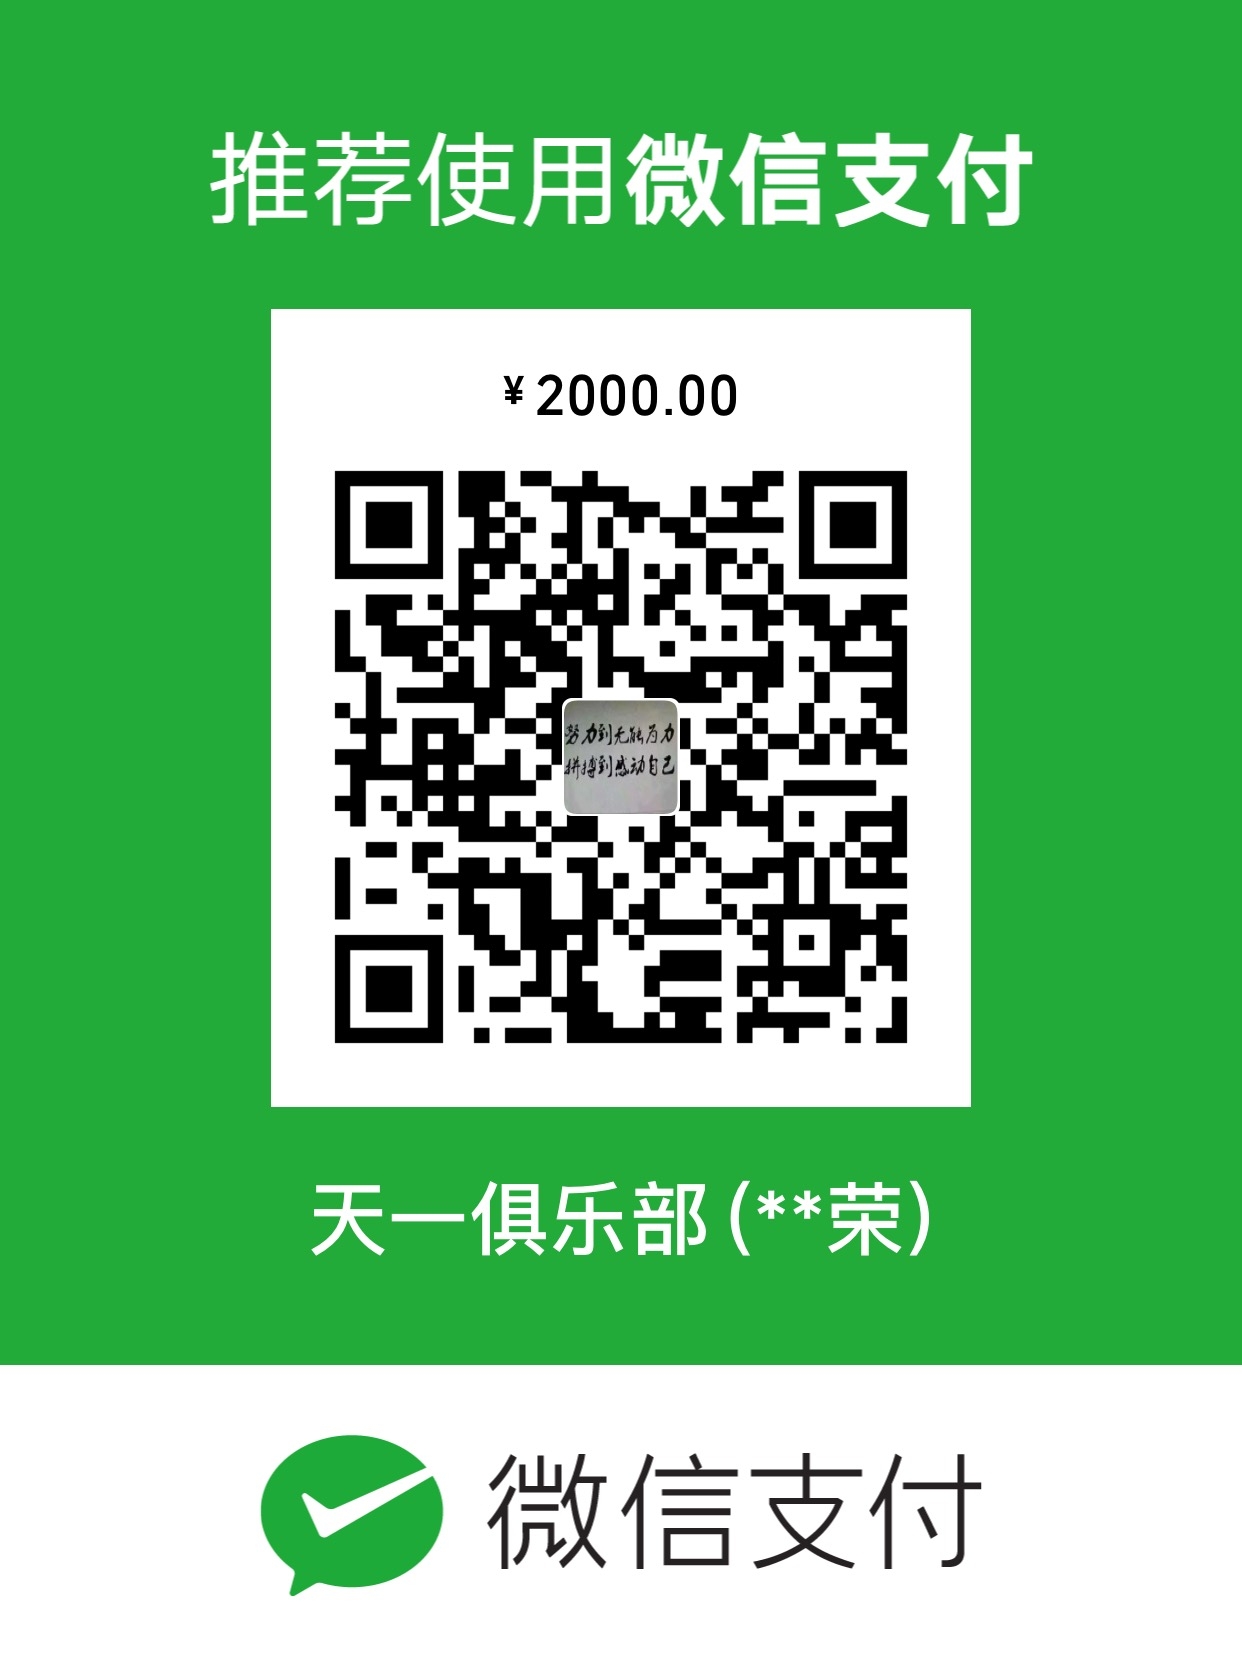 推荐使用微信支付
¥2000.00
努力到无能为力
拼搏到感动自己
天一俱乐部(**荣)
微信支付